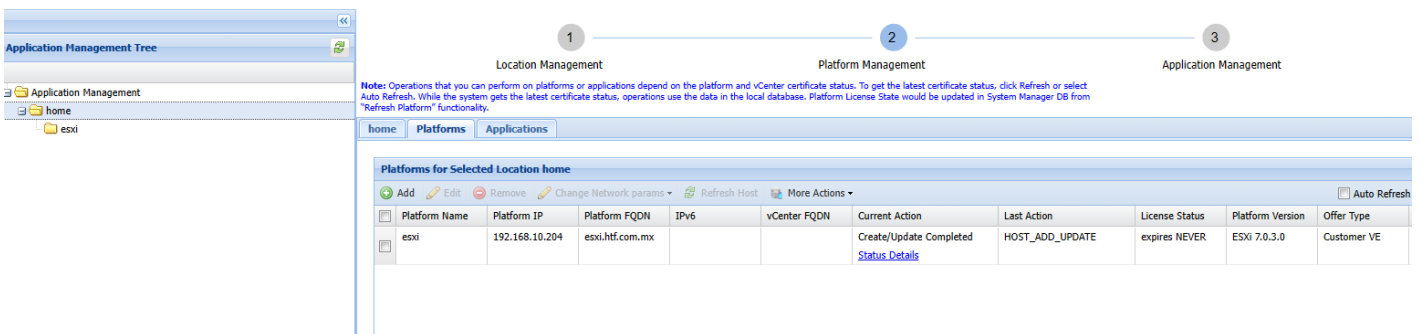 «
Application Management Tree
Application Management
home
esxi
1
2
3
Location Management
Platform Management
Application Management
Note: Operations that you can perform on platforms or applications depend on the platform and vCenter certificate status. To get the latest certificate status, click Refresh or select
Auto Refresh. While the system gets the latest certificate status, operations use the data in the local database. Platform License State would be updated in System Manager DB from
"Refresh Platform" functionality.
home Platforms Applications
Platforms for Selected Location home
Add Edit Remove Change Network params Refresh Host More Actions Auto Refresh
Platform Name Platform IP Platform FQDN IPv6 vCenter FQDN Current Action Last Action License Status Platform Version Offer Type
esxi 192.168.10.204 esxi.htf.com.mx Create/Update Completed HOST_ADD_UPDATE expires NEVER ESXi 7.0.3.0 Customer VE
Status Details